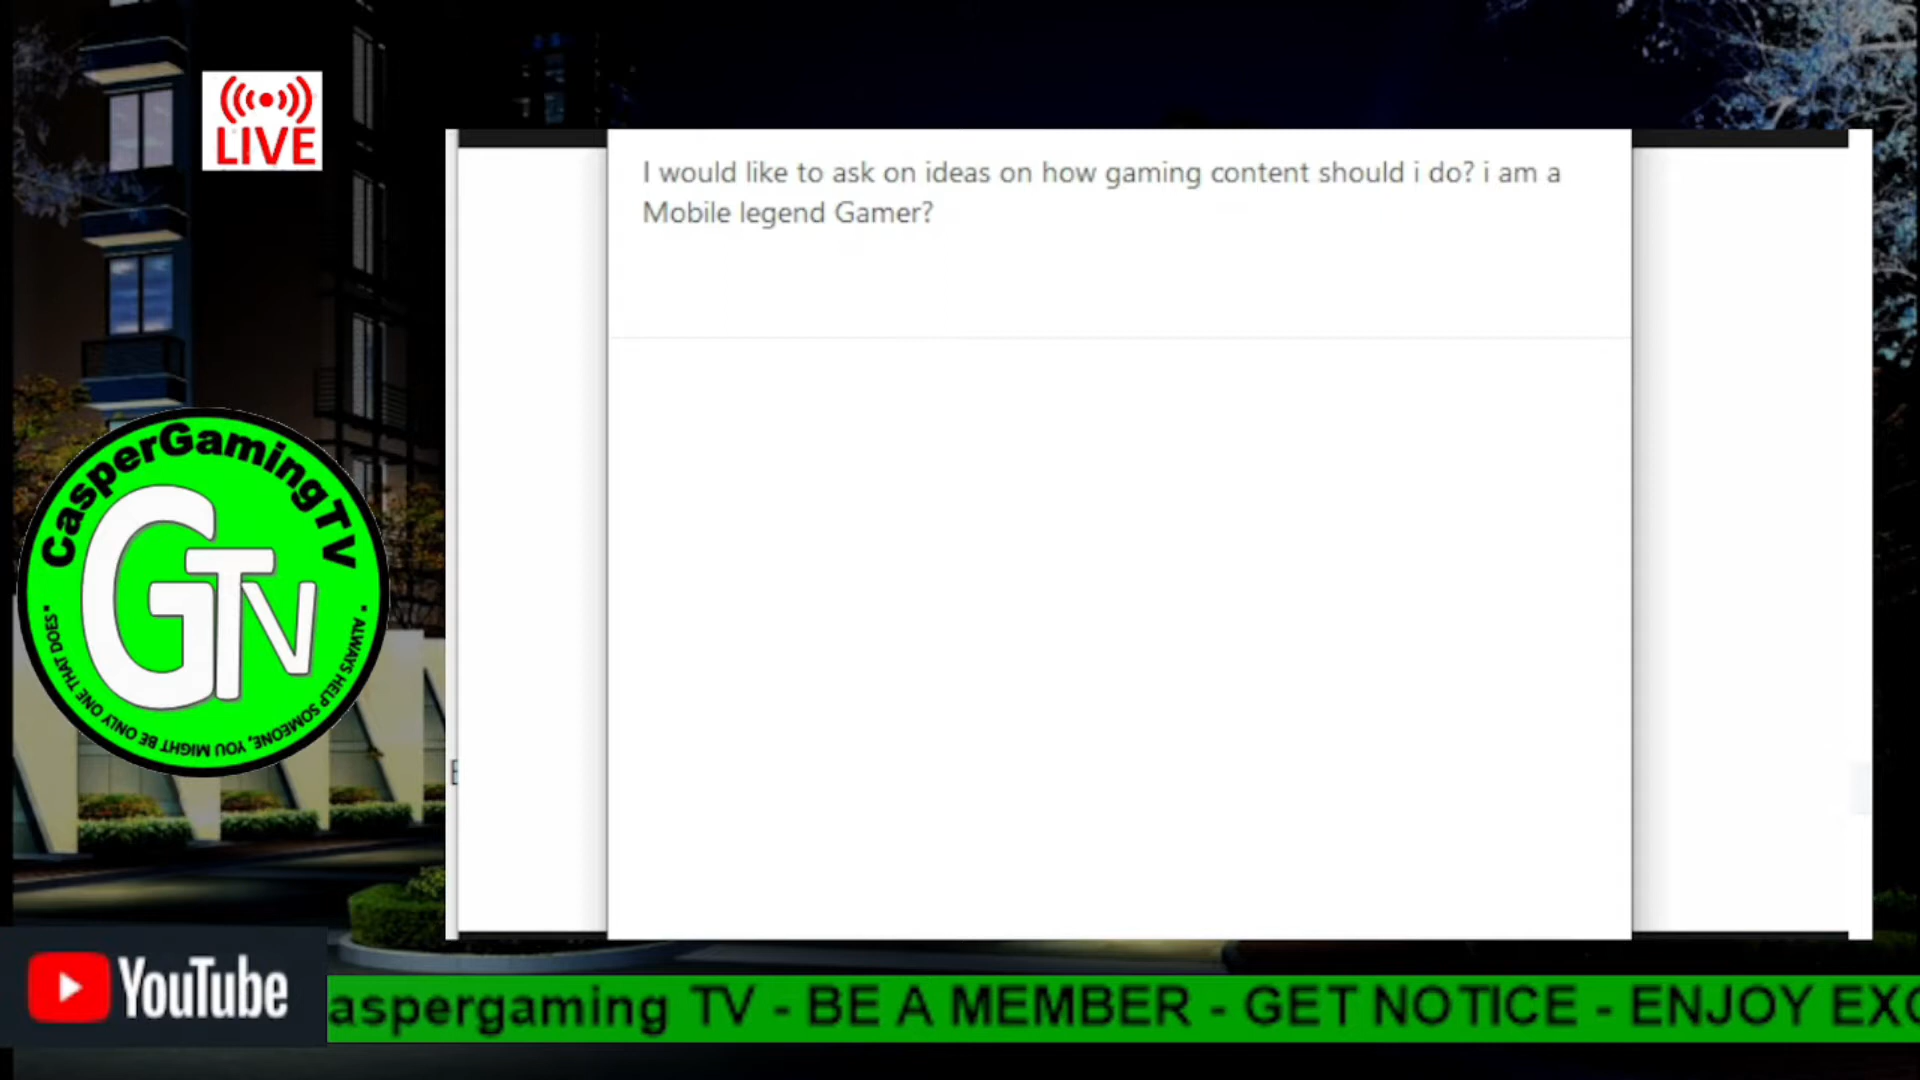 LIVE
I would like to ask on ideas on how gaming content should i do? i am a
Mobile legend Gamer?
CasperGamingTV
GTV
• ALWAYS HELP SOMEONE, YOU MIGHT BE ONLY ONE THAT DOES•
E
YouTube
aspergaming TV - BE A MEMBER - GET NOTICE - ENJOY EXC